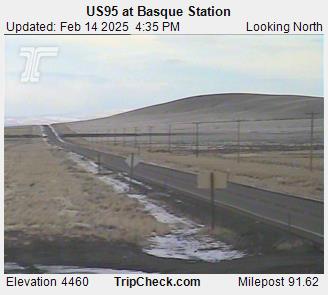 US95 at Basque Station
Updated: Feb 14 2025 4:35 PM Looking North
Elevation 4460 TripCheck.com Milepost 91.62